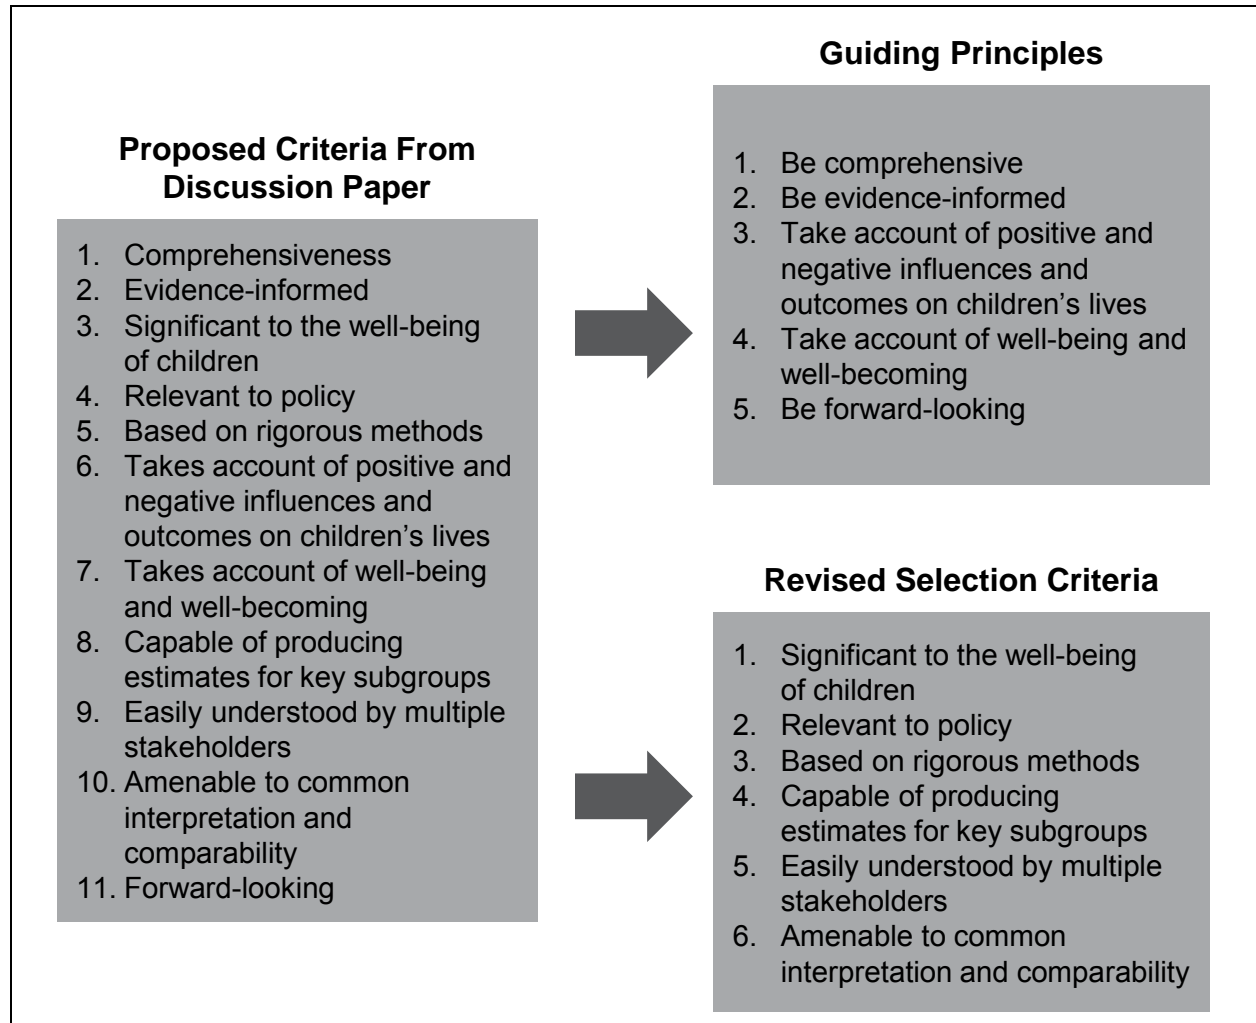 Proposed Criteria From
Discussion Paper
1. Comprehensiveness
2. Evidence-informed
3. Significant to the well-being
of children
4. Relevant to policy
5. Based on rigorous methods
6. Takes account of positive and
negative influences and
outcomes on children’s lives
7. Takes account of well-being
and well-becoming
8. Capable of producing
estimates for key subgroups
9. Easily understood by multiple
stakeholders
10. Amenable to common
interpretation and
comparability
11. Forward-looking
Guiding Principles
1. Be comprehensive
2. Be evidence-informed
3. Take account of positive and
negative influences and
outcomes on children’s lives
4. Take account of well-being and
well-becoming
5. Be forward-looking
Revised Selection Criteria
1. Significant to the well-being
of children
2. Relevant to policy
3. Based on rigorous methods
4. Capable of producing
estimates for key subgroups
5. Easily understood by multiple
stakeholders
6. Amenable to common
interpretation and comparability